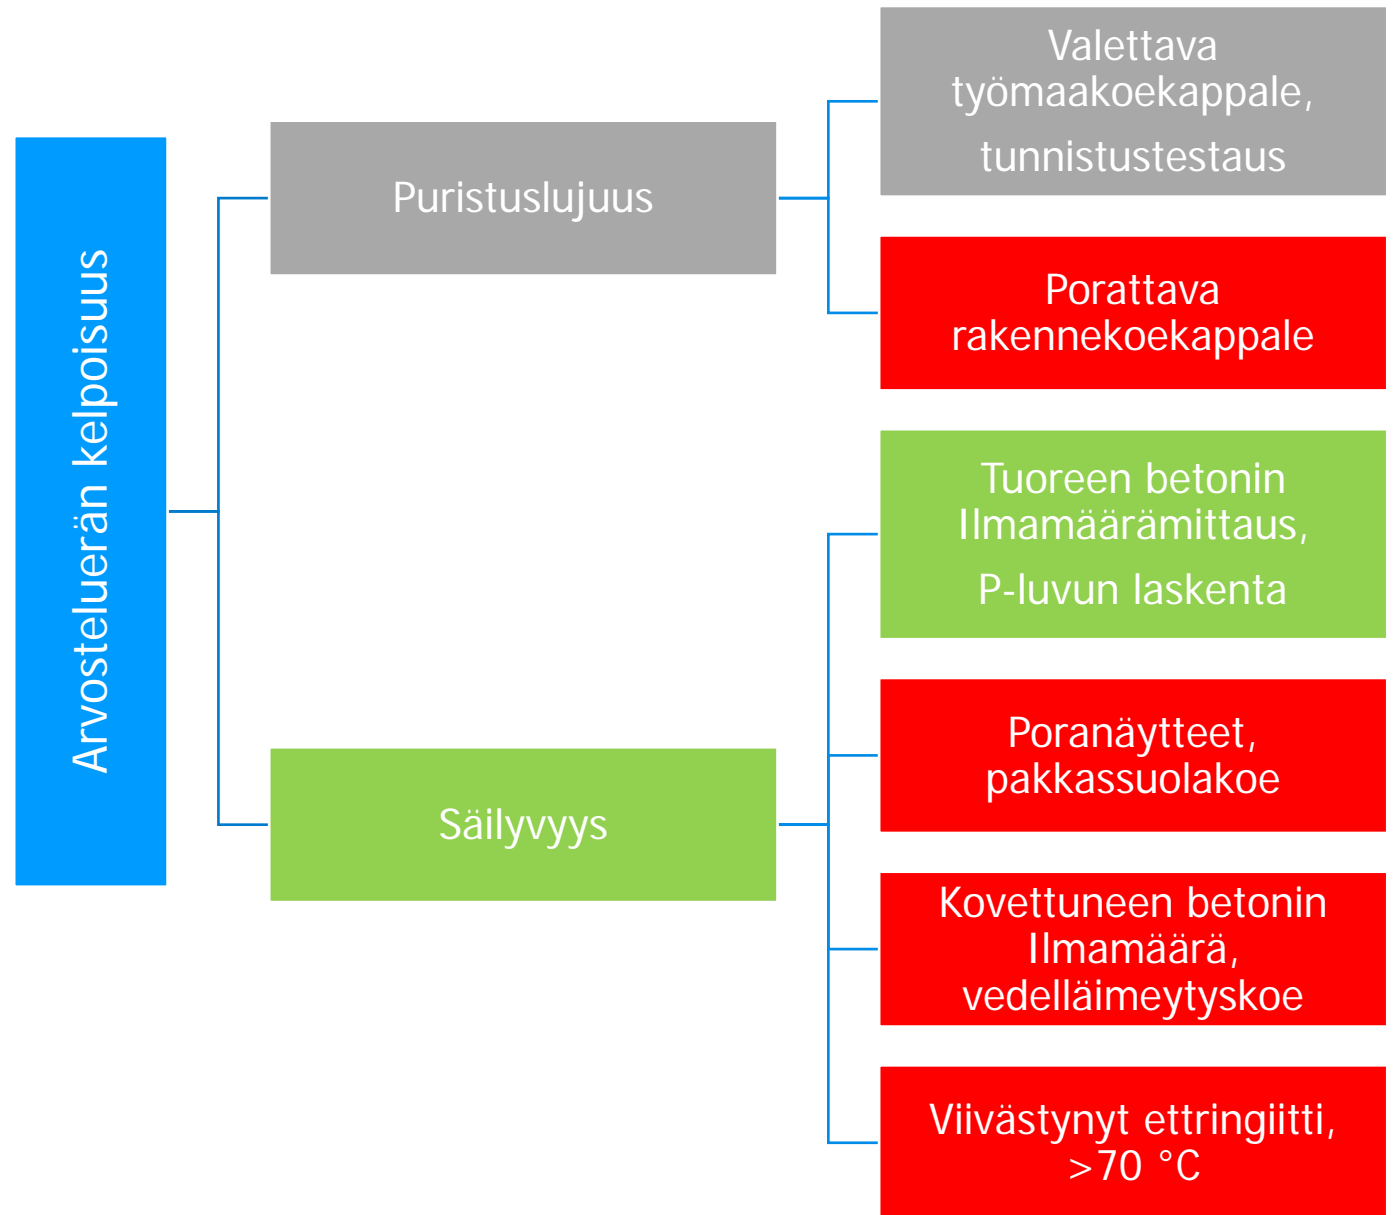 Arvosteluerän kelpoisuus
Puristuslujuus
Valettava
työmaakoekappale,
tunnistustestaus
Porattava
rakennekoekappale
Säilyvyys
Tuoreen betonin
Ilmamäärämittaus,
P-luvun laskenta
Poranäytteet,
pakkassuolakoe
Kovettuneen betonin
Ilmamäärä,
vedelläimeytyskoe
Viivästynyt ettringiitti,
>70 °C